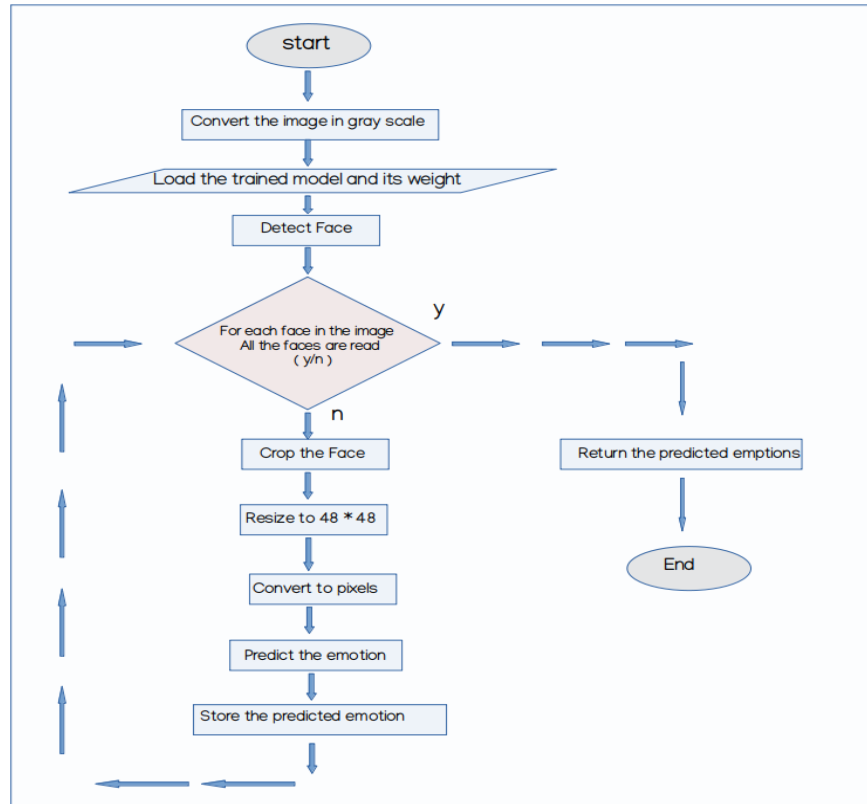 start
Convert the image in gray scale
Load the trained model and its weight
Detect Face
For each face in the image
All the faces are read
( y/n )
y
n
Crop the Face
Resize to 48 * 48
Convert to pixels
Predict the emotion
Store the predicted emotion
Return the predicted emptions
End